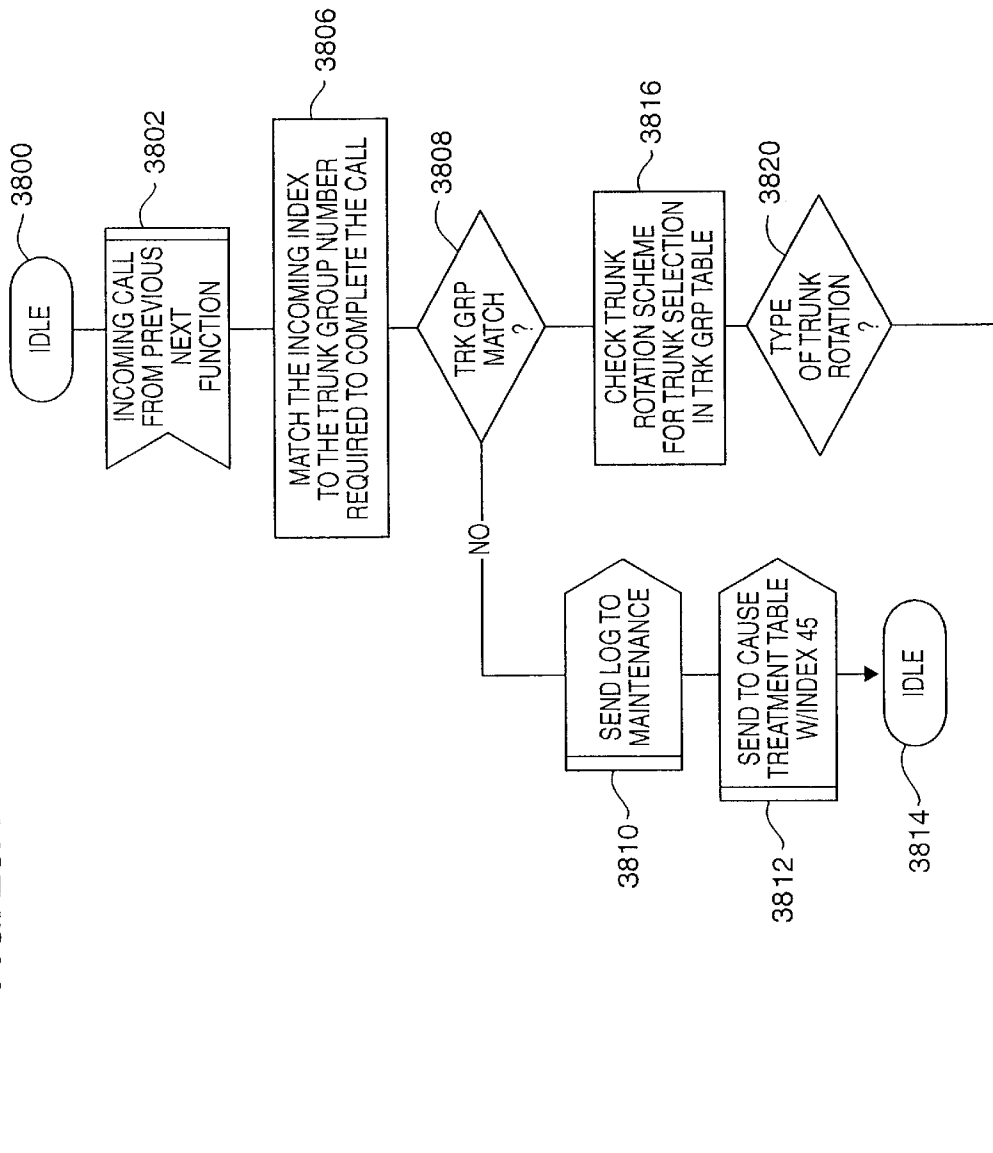 3800
IDLE
3802
INCOMING CALL
FROM PREVIOUS
NEXT
FUNCTION
3806
MATCH THE INCOMING INDEX
TO THE TRUNK GROUP NUMBER
REQUIRED TO COMPLETE THE CALL
3808
TRK GRP
MATCH
?
NO
3810
SEND LOG TO
MAINTENANCE
3812
SEND TO CAUSE
TREATMENT TABLE
W/INDEX 45
3814
IDLE
3816
CHECK TRUNK
ROTATION SCHEME
FOR TRUNK SELECTION
IN TRK GRP TABLE
3820
TYPE
OF TRUNK
ROTATION
?